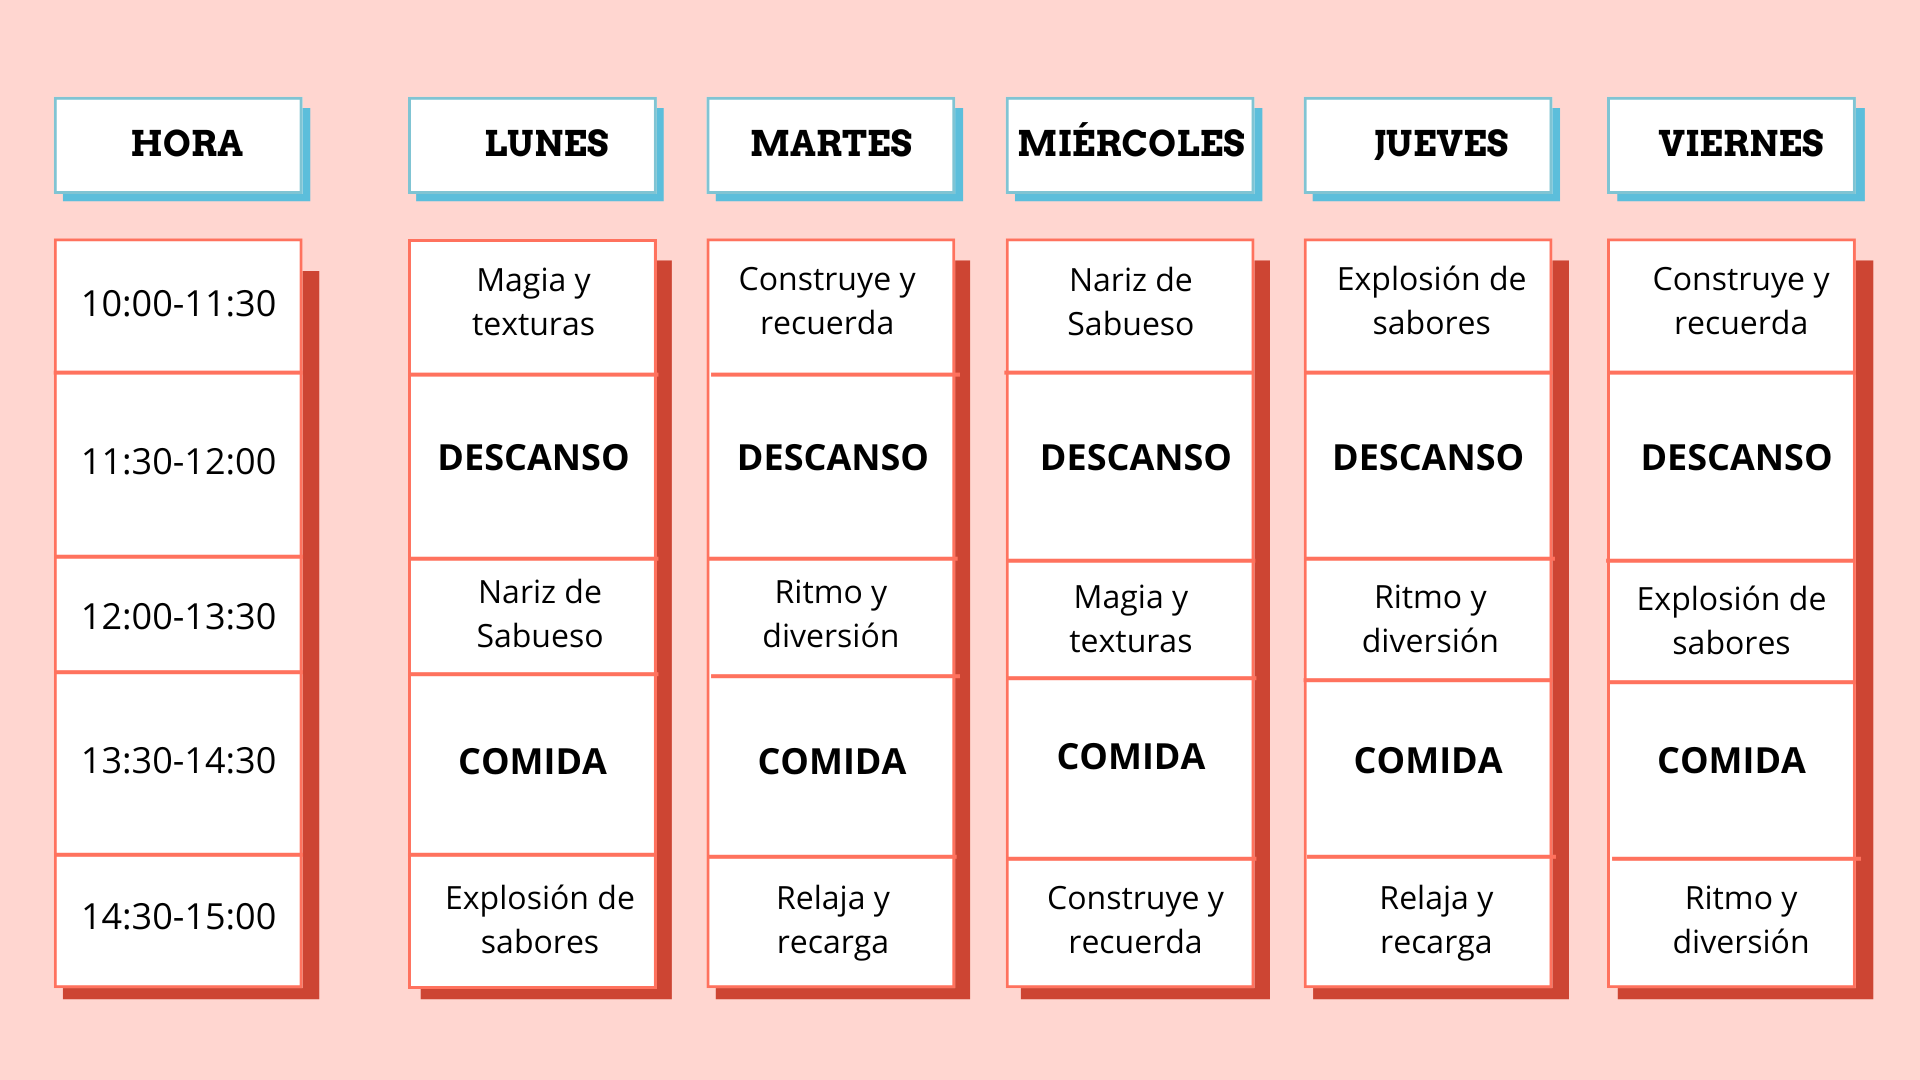 HORA LUNES MARTES MIÉRCOLES JUEVES VIERNES
10:00-11:30
Magia y
texturas
Construye y
recuerda
Nariz de
Sabueso
Explosión de
sabores
Construye y
recuerda
11:30-12:00
DESCANSO
DESCANSO
DESCANSO
DESCANSO
DESCANSO
12:00-13:30
Nariz de
Sabueso
Ritmo y
diversión
Magia y
texturas
Ritmo y
diversión
Explosión de
sabores
13:30-14:30
COMIDA
COMIDA
COMIDA
COMIDA
COMIDA
14:30-15:00
Explosión de
sabores
Relaja y
recarga
Construye y
recuerda
Relaja y
recarga
Ritmo y
diversión